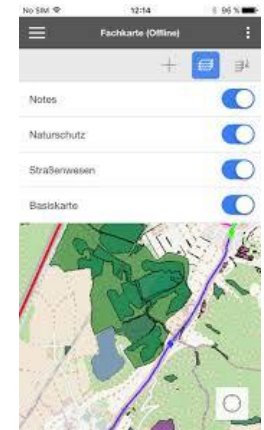 No SIM 12:14 96 %
Fachkarte (Offline)
Notes
Naturschutz
Straßenwesen
Basiskarte